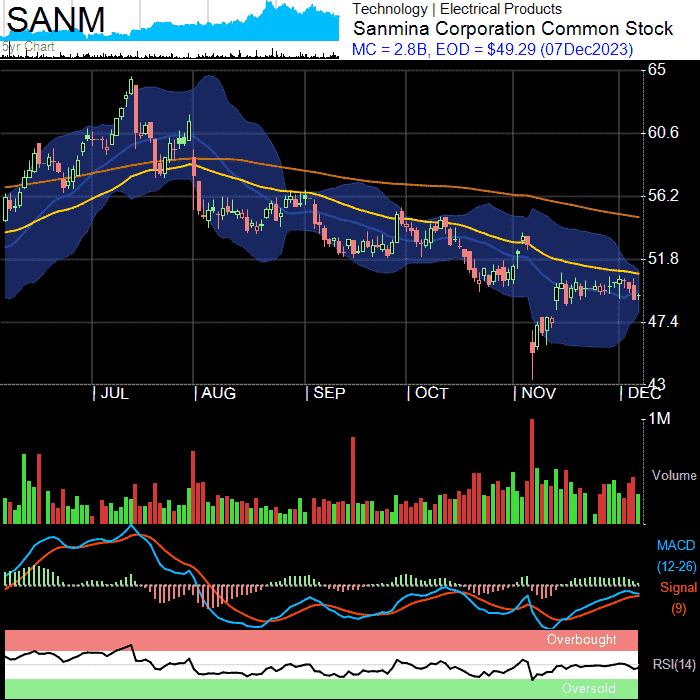 SANM
5yr Chart
Technology | Electrical Products
Sanmina Corporation Common Stock
MC = 2.8B, EOD = $49.29 (07Dec2023)
65
60.6
56.2
51.8
47.4
43
| JUL | AUG | SEP | OCT | NOV | DEC
1M
Volume
MACD
(12-26)
Signal
(9)
Overbought
RSI(14)
Oversold